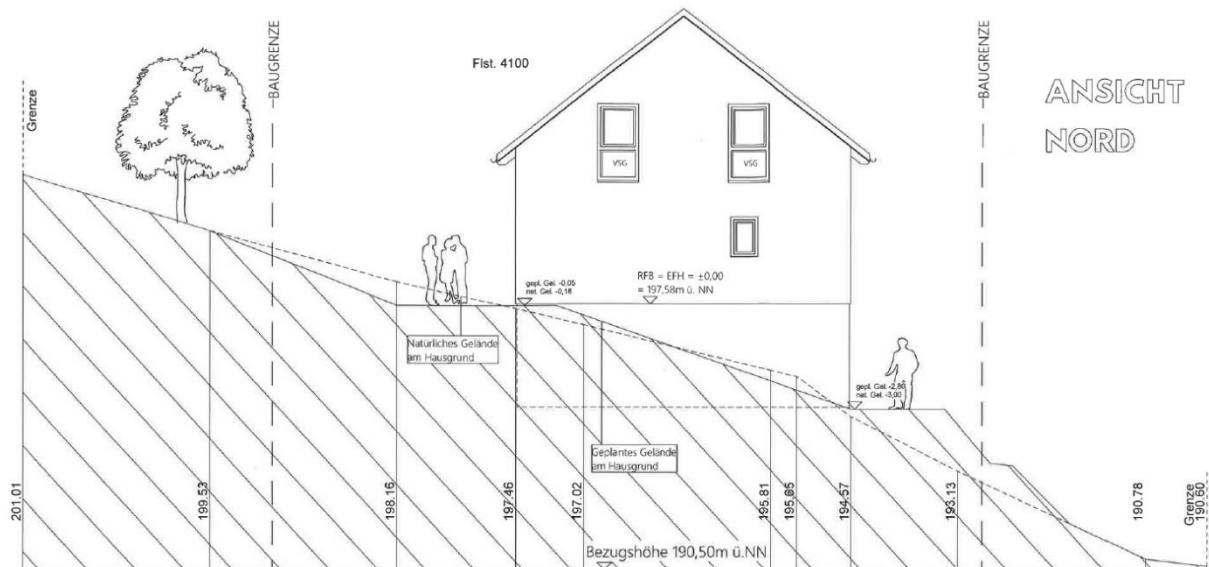 Grenze
BAUGRENZE
Flst. 4100
BAUGRENZE
ANSICHT
NORD
VSG
VSG
gepl. Gel. -0,05
nat. Gel. -0,16
RFB = EFH = ±0,00
= 197,58m ü. NN
Natürliches Gelände
am Hausgrund
gepl. Gel. -2,80
nat. Gel. -3,00
Geplantes Gelände
am Hausgrund
201.01
199.53
198.16
197.46
197.02
195.81
195.65
194.57
193.13
190.78
Grenze
190.60
Bezugshöhe 190,50m ü.NN